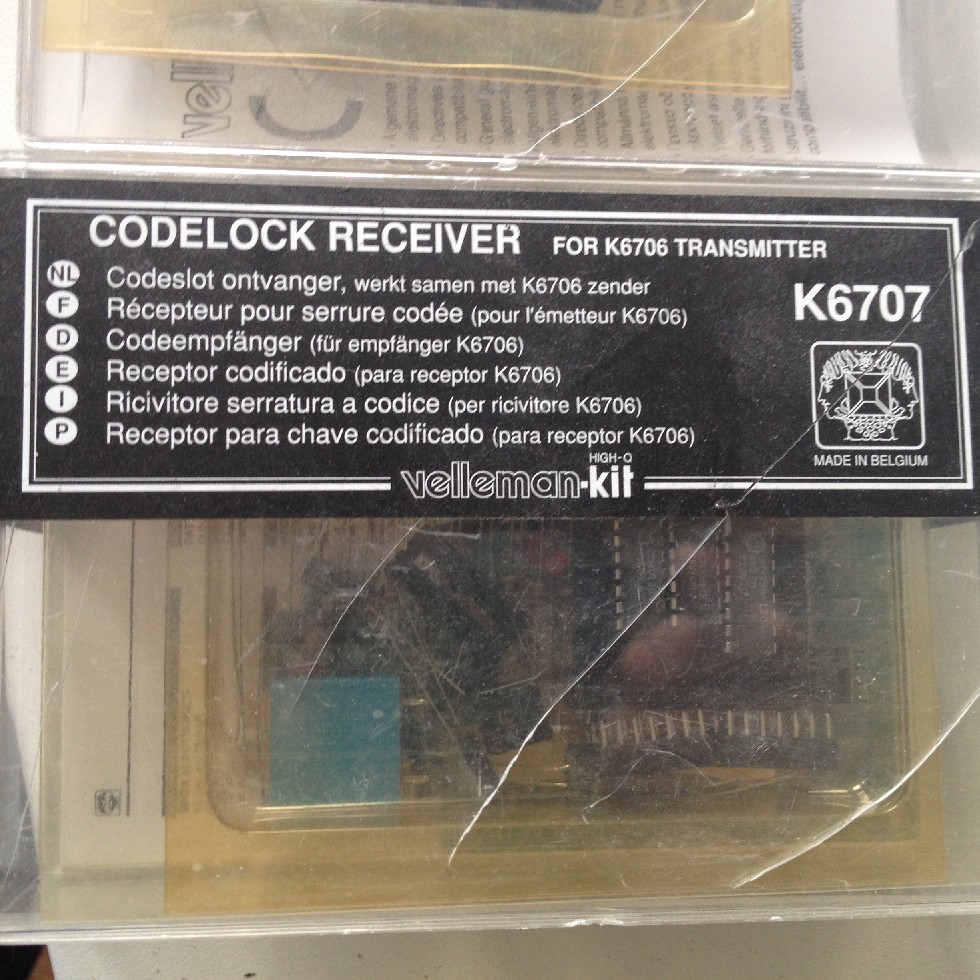 CODELOCK RECEIVER FOR K6706 TRANSMITTER
NL Codeslot ontvanger, werkt samen met K6706 zender
F Récepteur pour serrure codée (pour l'émetteur K6706)
D Codeempfänger (für empfänger K6706)
E Receptor codificado (para receptor K6706)
I Ricivitore serratura a codice (per ricivitore K6706)
P Receptor para chave codificado (para receptor K6706)
K6707
MADE IN BELGIUM
HIGH-Q
velleman-kit